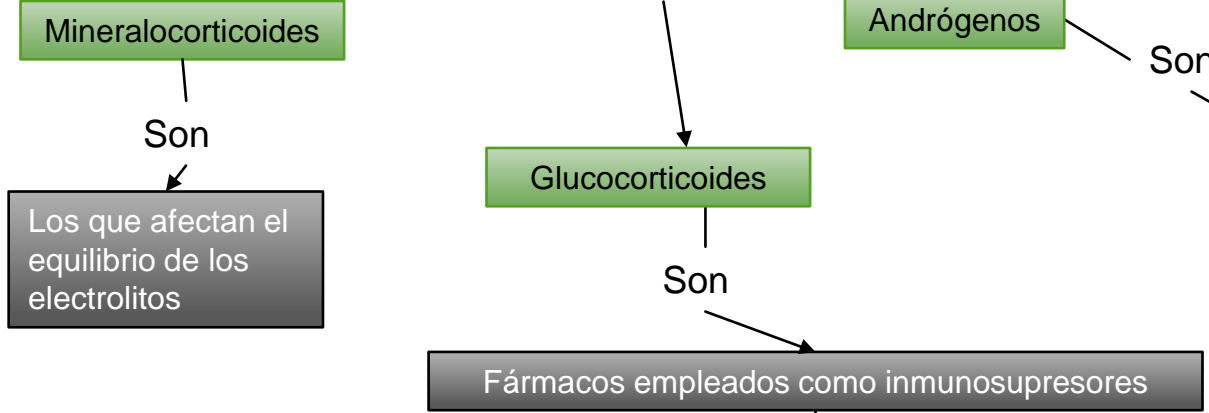 Mineralocorticoides
Son
Los que afectan el
equilibrio de los
electrolitos
Glucocorticoides
Son
Fármacos empleados como inmunosupresores
Andrógenos
Son